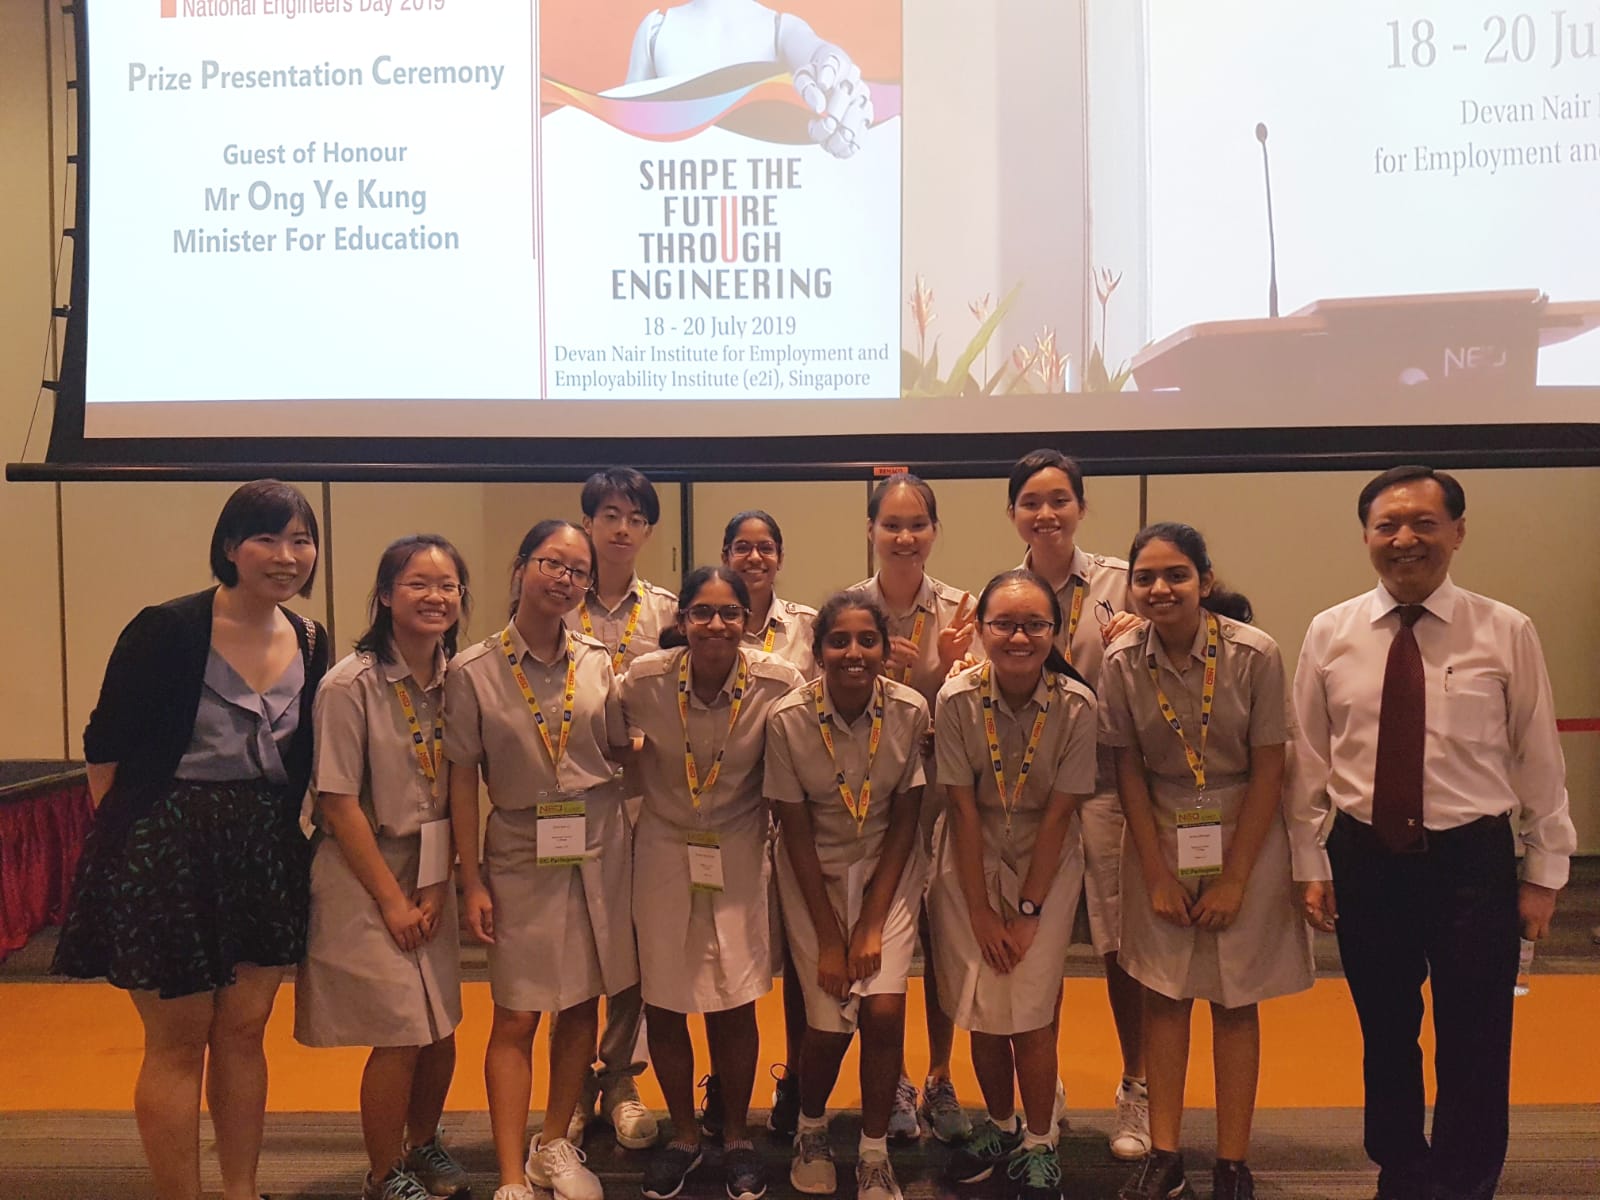 National Engineers Day 2019
Prize Presentation Ceremony
Guest of Honour
Mr Ong Ye Kung
Minister For Education
SHAPE THE
FUTURE
THROUGH
ENGINEERING
18 - 20 July 2019
Devan Nair Institute for Employment and
Employability Institute (e2i), Singapore
18 - 20 Ju
Devan Nair
for Employment an